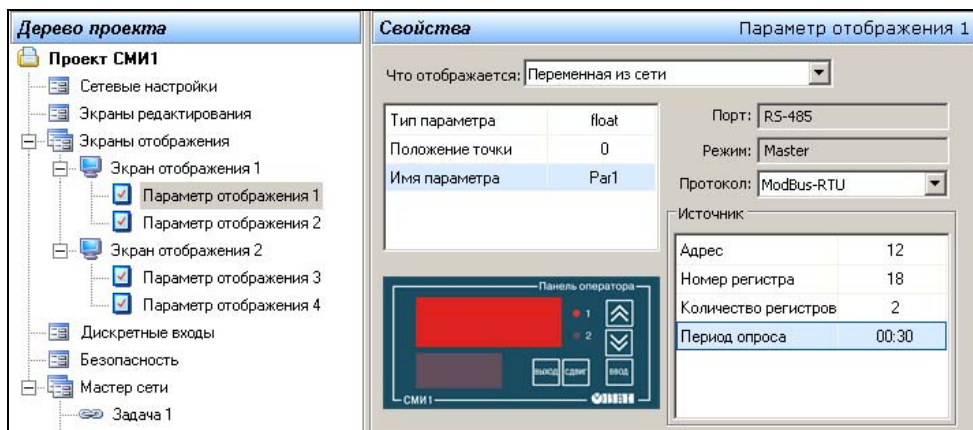 Дерево проекта
Проект СМИ1
Сетевые настройки
Экраны редактирования
Экраны отображения
Экран отображения 1
Параметр отображения 1
Параметр отображения 2
Экран отображения 2
Параметр отображения 3
Параметр отображения 4
Дискретные входы
Безопасность
Мастер сети
Задача 1
Свойства Параметр отображения 1
Что отображается: Переменная из сети
Тип параметра float
Положение точки 0
Имя параметра Par1
Порт: RS-485
Режим: Master
Протокол: ModBus-RTU
Источник
Адрес 12
Номер регистра 18
Количество регистров 2
Период опроса 00:30
Панель оператора
1
2
ВЫХОД СДВИГ ВВОД
СМИ1 ОВЕН